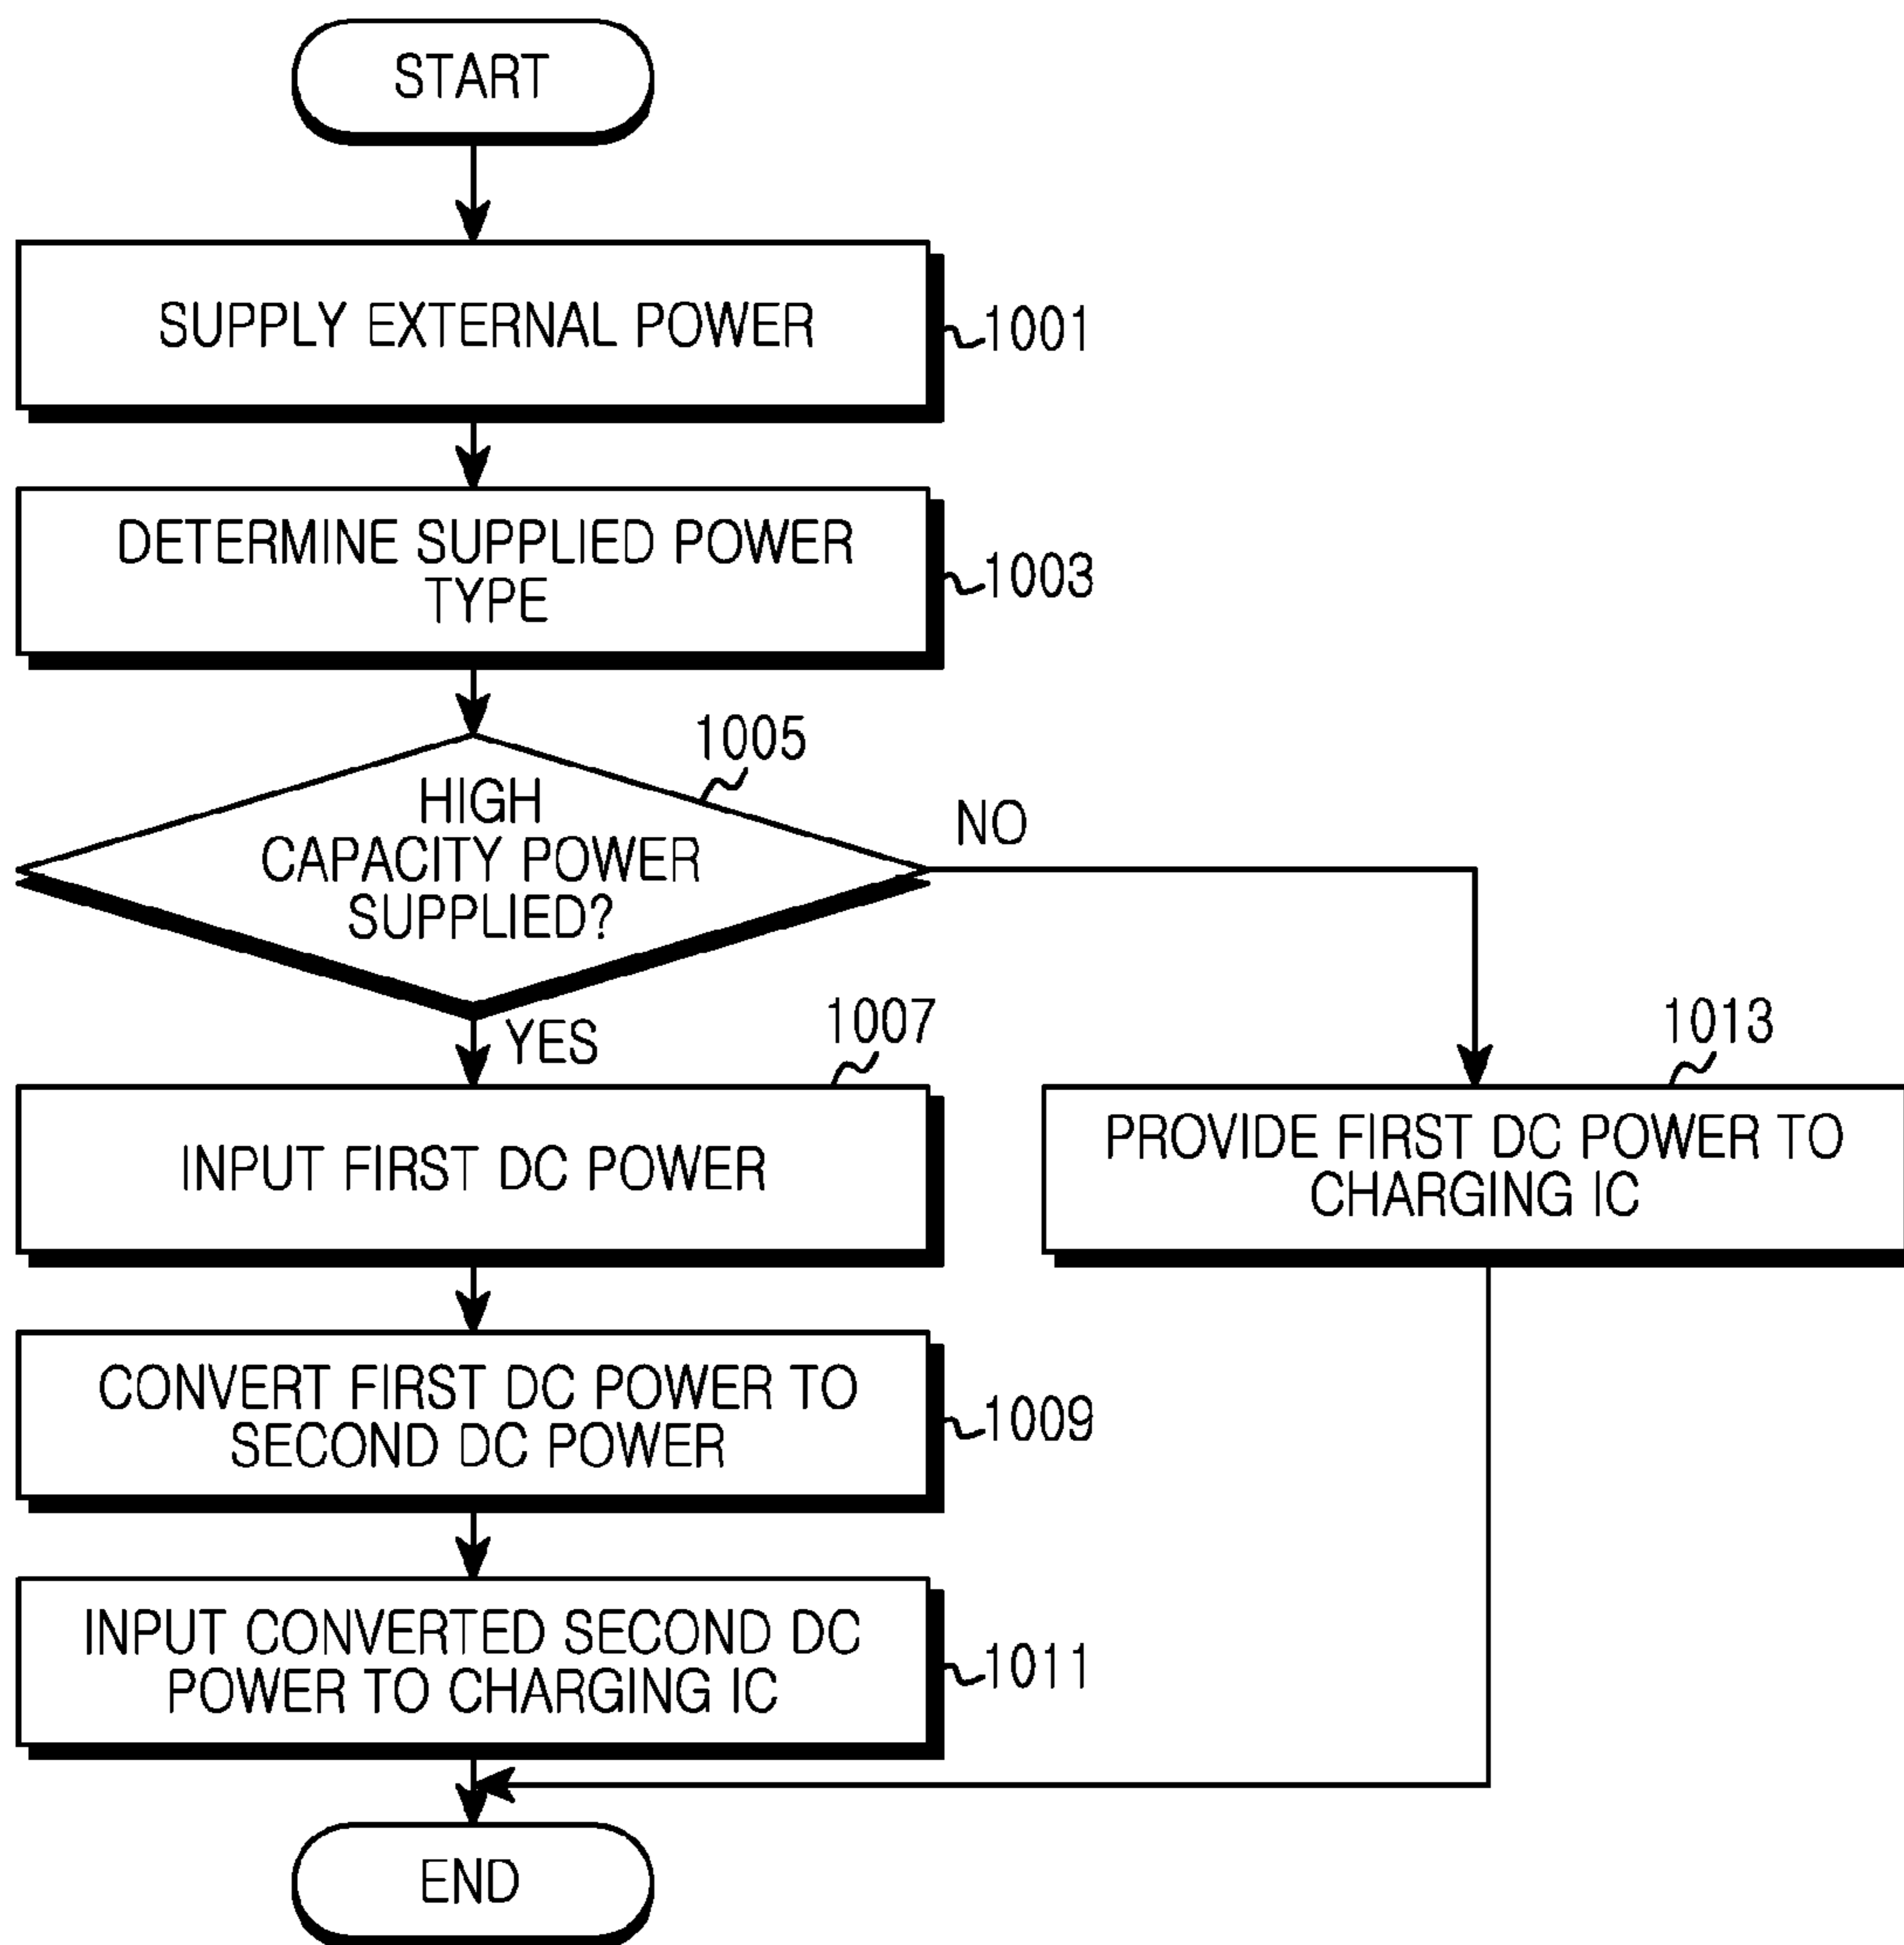 START
SUPPLY EXTERNAL POWER
1001
DETERMINE SUPPLIED POWER
TYPE
1003
1005
HIGH
CAPACITY POWER
SUPPLIED?
NO
YES
1007
INPUT FIRST DC POWER
1013
PROVIDE FIRST DC POWER TO
CHARGING IC
CONVERT FIRST DC POWER TO
SECOND DC POWER
1009
INPUT CONVERTED SECOND DC
POWER TO CHARGING IC
1011
END